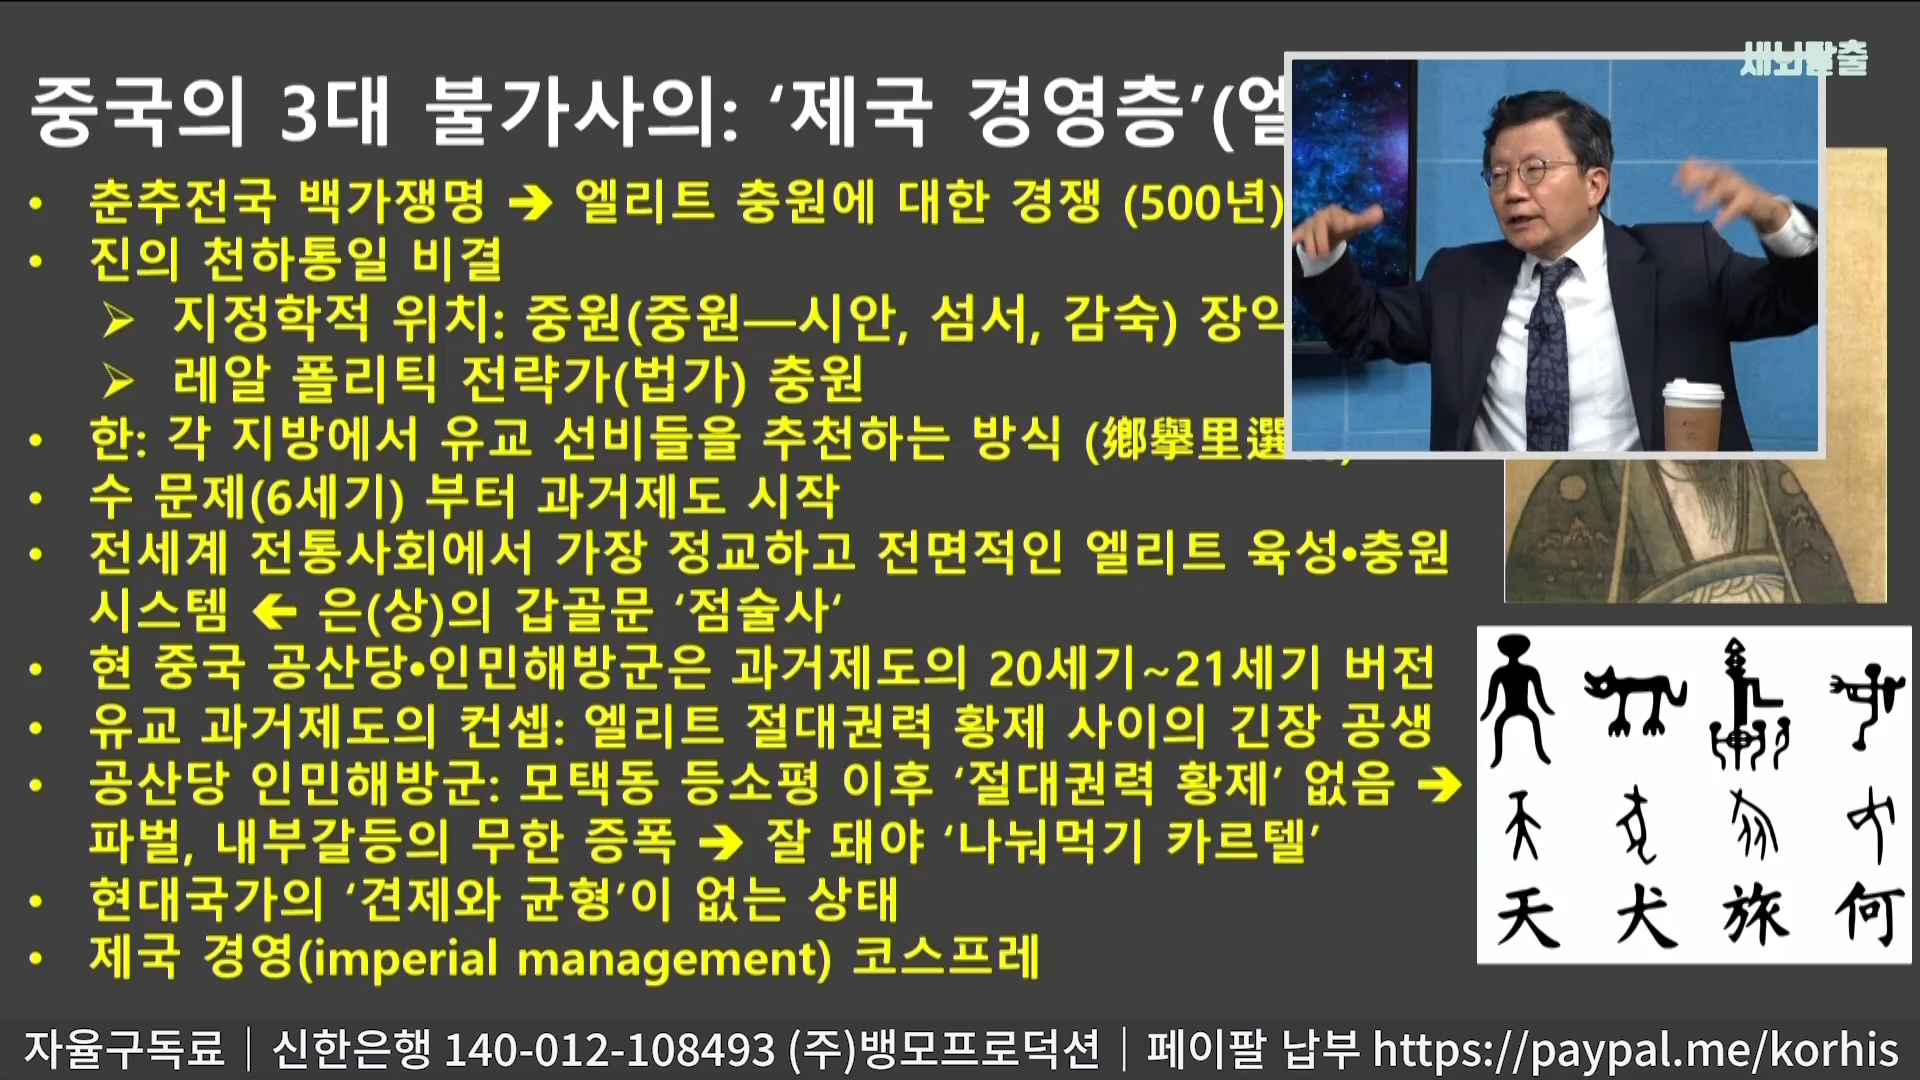 세뇌탈출
중국의 3대 불가사의: ‘제국 경영층’(엘
• 춘추전국 백가쟁명 ➔ 엘리트 충원에 대한 경쟁 (500년)
• 진의 천하통일 비결
➢ 지정학적 위치: 중원(중원—시안, 섬서, 감숙) 장악
➢ 레알 폴리틱 전략가(법가) 충원
• 한: 각 지방에서 유교 선비들을 추천하는 방식 (鄕擧里選
• 수 문제(6세기) 부터 과거제도 시작
• 전세계 전통사회에서 가장 정교하고 전면적인 엘리트 육성•충원
시스템 🡸 은(상)의 갑골문 ‘점술사‘
• 현 중국 공산당•인민해방군은 과거제도의 20세기~21세기 버전
• 유교 과거제도의 컨셉: 엘리트 절대권력 황제 사이의 긴장 공생
• 공산당 인민해방군: 모택동 등소평 이후 ‘절대권력 황제’ 없음 ➔
파벌, 내부갈등의 무한 증폭 ➔ 잘 돼야 ‘나눠먹기 카르텔’
• 현대국가의 ‘견제와 균형’이 없는 상태
• 제국 경영(imperial management) 코스프레
天 犬 旅 何
자율구독료｜신한은행 140-012-108493 (주)뱅모프로덕션｜페이팔 납부 https://paypal.me/korhis